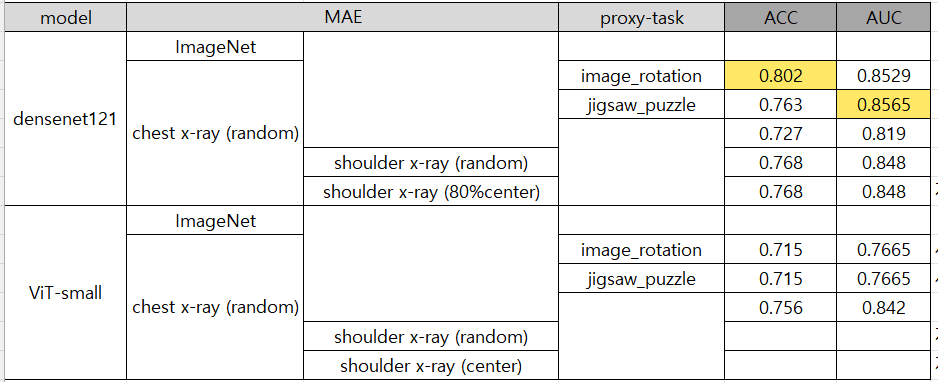 model MAE proxy-task ACC AUC
ImageNet
image_rotation 0.802 0.8529
jigsaw_puzzle 0.763 0.8565
densenet121 chest x-ray (random) 0.727 0.819
shoulder x-ray (random) 0.768 0.848
shoulder x-ray (80%center) 0.768 0.848
ImageNet
image_rotation 0.715 0.7665
jigsaw_puzzle 0.715 0.7665
ViT-small chest x-ray (random) 0.756 0.842
shoulder x-ray (random)
shoulder x-ray (center)